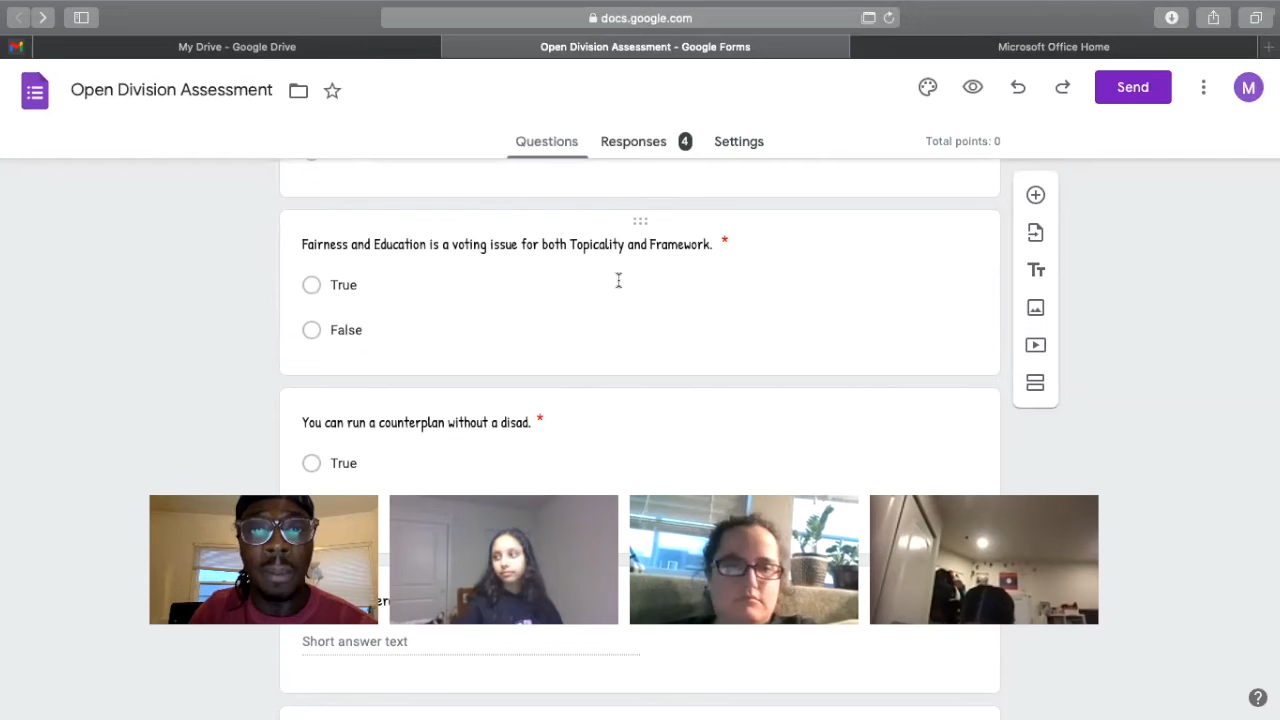 docs.google.com
My Drive - Google Drive
Open Division Assessment - Google Forms
Microsoft Office Home
Open Division Assessment
Send
M
Questions
Responses 4
Settings
Total points: 0
Fairness and Education is a voting issue for both Topicality and Framework. *
True
False
You can run a counterplan without a disad. *
True
Short answer text